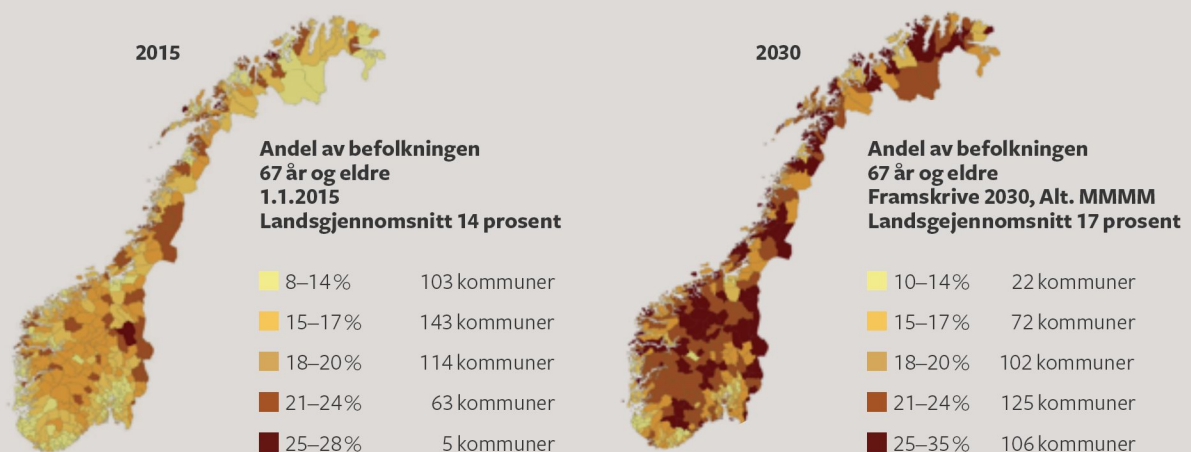 2015
Andel av befolkningen
67 år og eldre
1.1.2015
Landsgjennomsnitt 14 prosent
8–14% 103 kommuner
15–17% 143 kommuner
18–20% 114 kommuner
21–24% 63 kommuner
25–28% 5 kommuner
2030
Andel av befolkningen
67 år og eldre
Framskrive 2030, Alt. MMMM
Landsgejennomsnitt 17 prosent
10–14% 22 kommuner
15–17% 72 kommuner
18–20% 102 kommuner
21–24% 125 kommuner
25–35% 106 kommuner